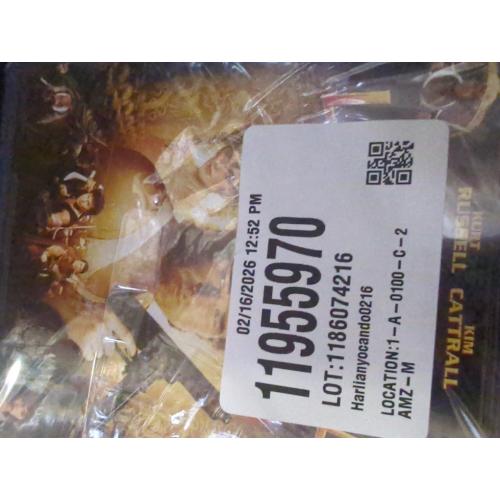 KURT
RUSSELL
KIM
CATTRALL
02/16/2026 12:52 PM
11955970
LOT:1186074216
Harlianyocando0216
LOCATION:1-A-0100-C-2
AMZ-M